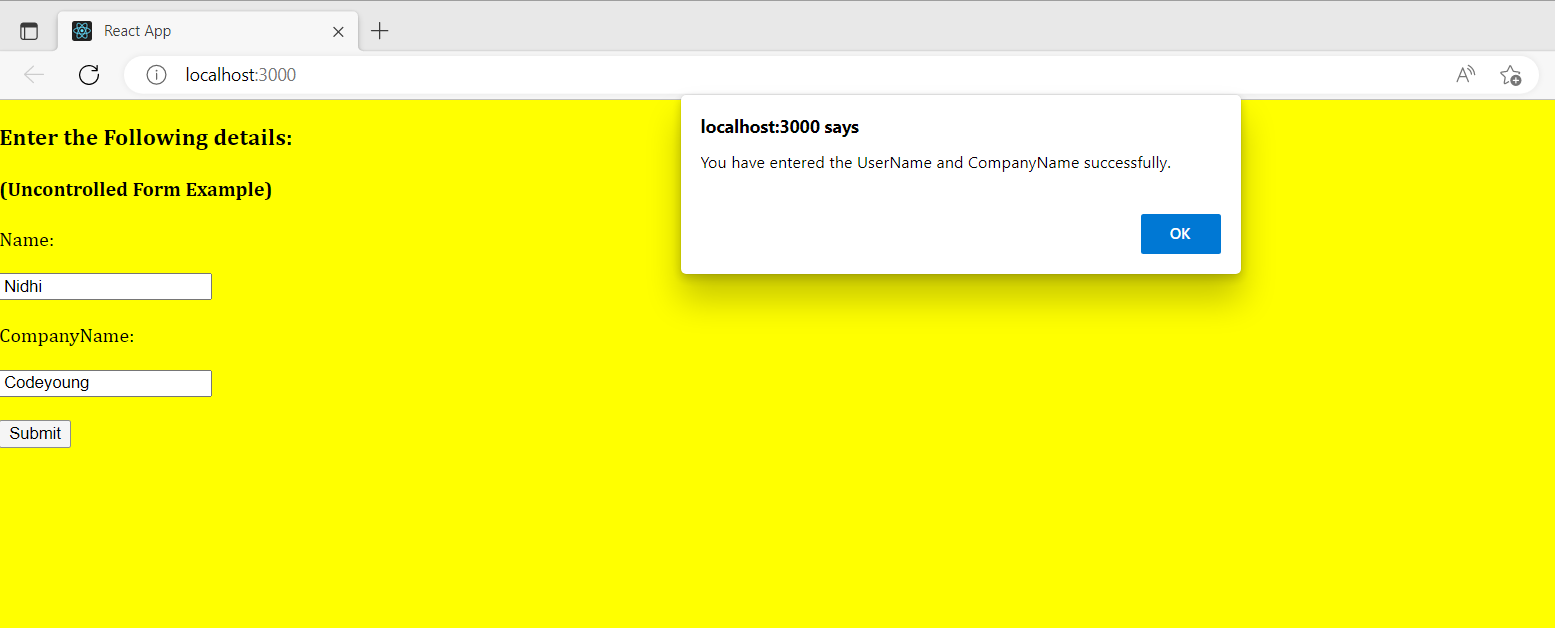 React App
localhost:3000
localhost:3000 says
You have entered the UserName and CompanyName successfully.
OK
Enter the Following details:
(Uncontrolled Form Example)
Name:
Nidhi
CompanyName:
Codeyoung
Submit